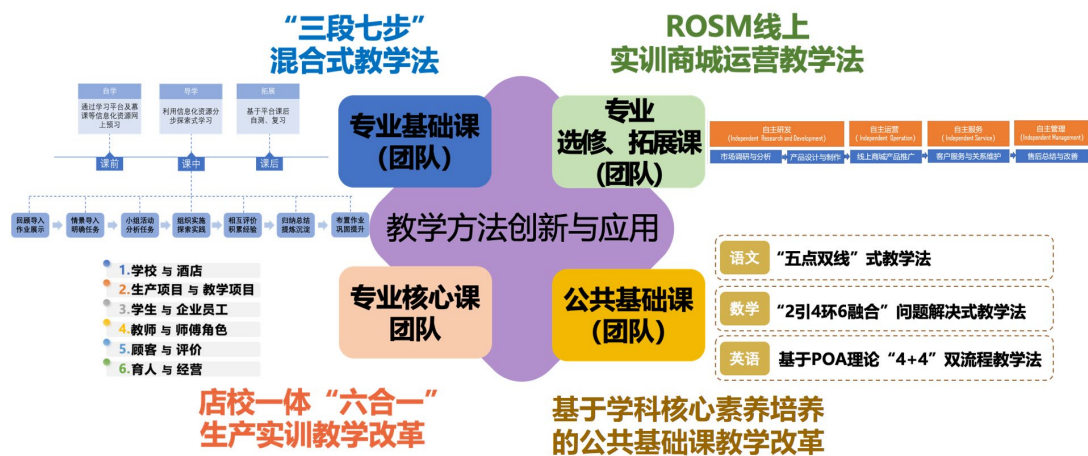 “三段七步”
混合式教学法
自学
通过学习平台及慕
课等信息化资源网
上预习
导学
利用信息化资源分
步探索式学习
拓展
基于平台课后
自测、复习
课前
课中
课后
回顾导入
作业展示
情景导入
明确任务
小组活动
分析任务
组织实施
探索实践
相互评价
积累经验
归纳总结
提炼沉淀
布置作业
巩固提升
专业基础课
(团队)
ROSM线上
实训商城运营教学法
专业
选修、拓展课
(团队)
自主研发
(Independent Research and Development)
自主运营
( Independent Operation)
自主服务
( Independent Service)
自主管理
(Independent Management)
市场调研与分析
产品设计与制作
线上商城产品推广
客户服务与关系维护
售后总结与改善
教学方法创新与应用
1.学校 与 酒店
2.生产项目 与 教学项目
3.学生 与 企业员工
4.教师 与 师傅角色
5.顾客 与 评价
6.育人 与 经营
专业核心课
团队
店校一体“六合一”
生产实训教学改革
公共基础课
(团队)
语文
“五点双线”式教学法
数学
“2引4环6融合”问题解决式教学法
英语
基于POA理论“4+4”双流程教学法
基于学科核心素养培养
的公共基础课教学改革